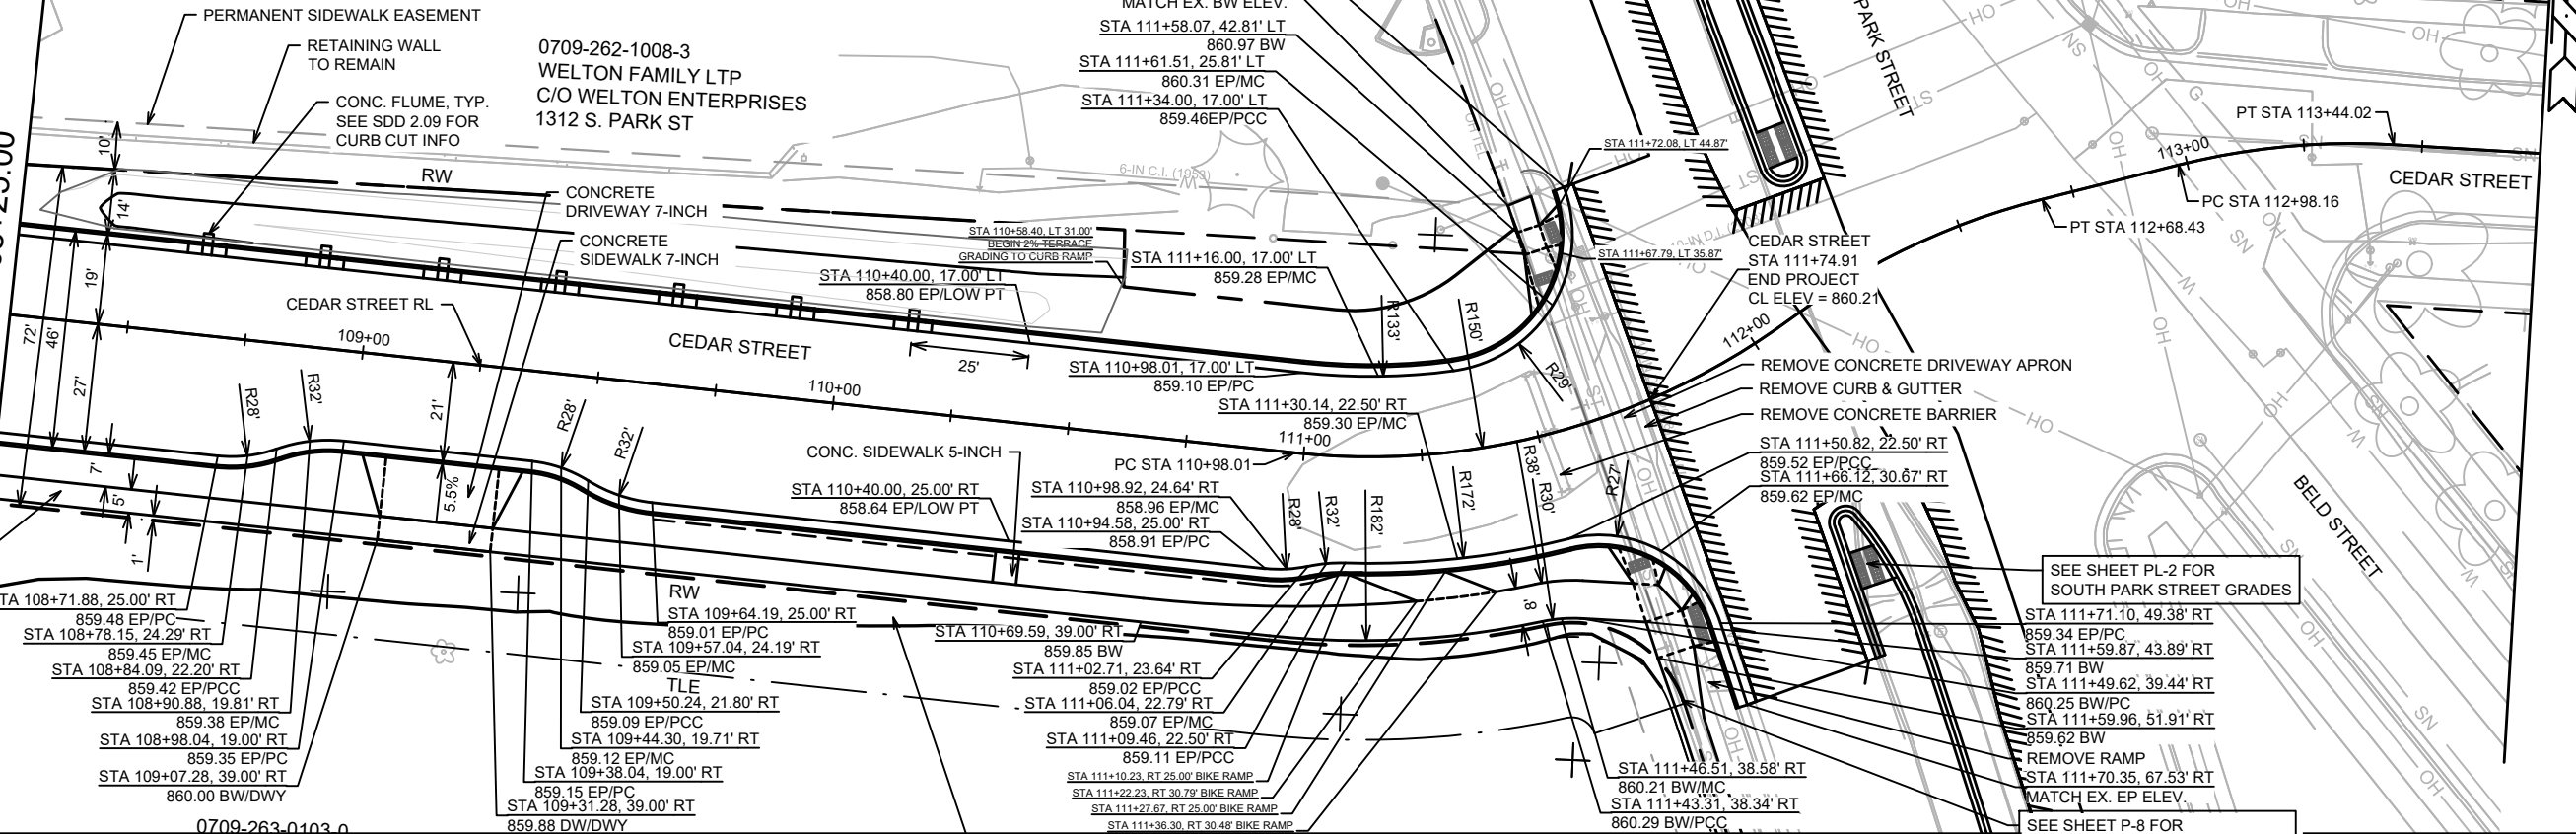 PERMANENT SIDEWALK EASEMENT
RETAINING WALL
TO REMAIN
CONC. FLUME, TYP.
SEE SDD 2.09 FOR
CURB CUT INFO
0709-262-1008-3
WELTON FAMILY LTP
C/O WELTON ENTERPRISES
1312 S. PARK ST
MATCH EX. BW ELEV.
STA 111+58.07, 42.81' LT
860.97 BW
STA 111+61.51, 25.81' LT
860.31 EP/MC
STA 111+34.00, 17.00' LT
859.46EP/PCC
STA 111+72.08, LT 44.87'
STA 111+67.79, LT 35.87'
6-IN C.I. (1953)
PARK STREET
PT STA 113+44.02
113+00
CEDAR STREET
PC STA 112+98.16
PT STA 112+68.43
RW
10'
14'
CONCRETE
DRIVEWAY 7-INCH
CONCRETE
SIDEWALK 7-INCH
STA 110+58.40, LT 31.00'
BEGIN 2% TERRACE
GRADING TO CURB RAMP
STA 110+40.00, 17.00' LT
858.80 EP/LOW PT
STA 111+16.00, 17.00' LT
859.28 EP/MC
CEDAR STREET
STA 111+74.91
END PROJECT
CL ELEV = 860.21
112+00
CEDAR STREET RL
109+00
CEDAR STREET
25'
110+00
111+00
72'
46'
19'
27'
21'
R28'
R32'
R28'
R32'
R133'
R150'
R29'
STA 110+98.01, 17.00' LT
859.10 EP/PC
STA 111+30.14, 22.50' RT
859.30 EP/MC
REMOVE CONCRETE DRIVEWAY APRON
REMOVE CURB & GUTTER
REMOVE CONCRETE BARRIER
STA 111+50.82, 22.50' RT
859.52 EP/PCC
STA 111+66.12, 30.67' RT
859.62 EP/MC
CONC. SIDEWALK 5-INCH
PC STA 110+98.01
STA 110+40.00, 25.00' RT
858.64 EP/LOW PT
STA 110+98.92, 24.64' RT
858.96 EP/MC
STA 110+94.58, 25.00' RT
858.91 EP/PC
R28'
R32'
R182'
R172'
R38'
R30'
R27'
8'
7'
5'
1'
5.5%
BELD STREET
SEE SHEET PL-2 FOR
SOUTH PARK STREET GRADES
STA 108+71.88, 25.00' RT
859.48 EP/PC
STA 108+78.15, 24.29' RT
859.45 EP/MC
STA 108+84.09, 22.20' RT
859.42 EP/PCC
STA 108+90.88, 19.81' RT
859.38 EP/MC
STA 108+98.04, 19.00' RT
859.35 EP/PC
STA 109+07.28, 39.00' RT
860.00 BW/DWY
0709-263-0103-0
RW
STA 109+64.19, 25.00' RT
859.01 EP/PC
STA 109+57.04, 24.19' RT
859.05 EP/MC
TLE
STA 109+50.24, 21.80' RT
859.09 EP/PCC
STA 109+44.30, 19.71' RT
859.12 EP/MC
STA 109+38.04, 19.00' RT
859.15 EP/PC
STA 109+31.28, 39.00' RT
859.88 DW/DWY
STA 110+69.59, 39.00' RT
859.85 BW
STA 111+02.71, 23.64' RT
859.02 EP/PCC
STA 111+06.04, 22.79' RT
859.07 EP/MC
STA 111+09.46, 22.50' RT
859.11 EP/PCC
STA 111+10.23, RT 25.00' BIKE RAMP
STA 111+22.23, RT 30.79' BIKE RAMP
STA 111+27.67, RT 25.00' BIKE RAMP
STA 111+36.30, RT 30.48' BIKE RAMP
STA 111+46.51, 38.58' RT
860.21 BW/MC
STA 111+43.31, 38.34' RT
860.29 BW/PCC
STA 111+71.10, 49.38' RT
859.34 EP/PC
STA 111+59.87, 43.89' RT
859.71 BW
STA 111+49.62, 39.44' RT
860.25 BW/PC
STA 111+59.96, 51.91' RT
859.62 BW
REMOVE RAMP
STA 111+70.35, 67.53' RT
MATCH EX. EP ELEV.
SEE SHEET P-8 FOR